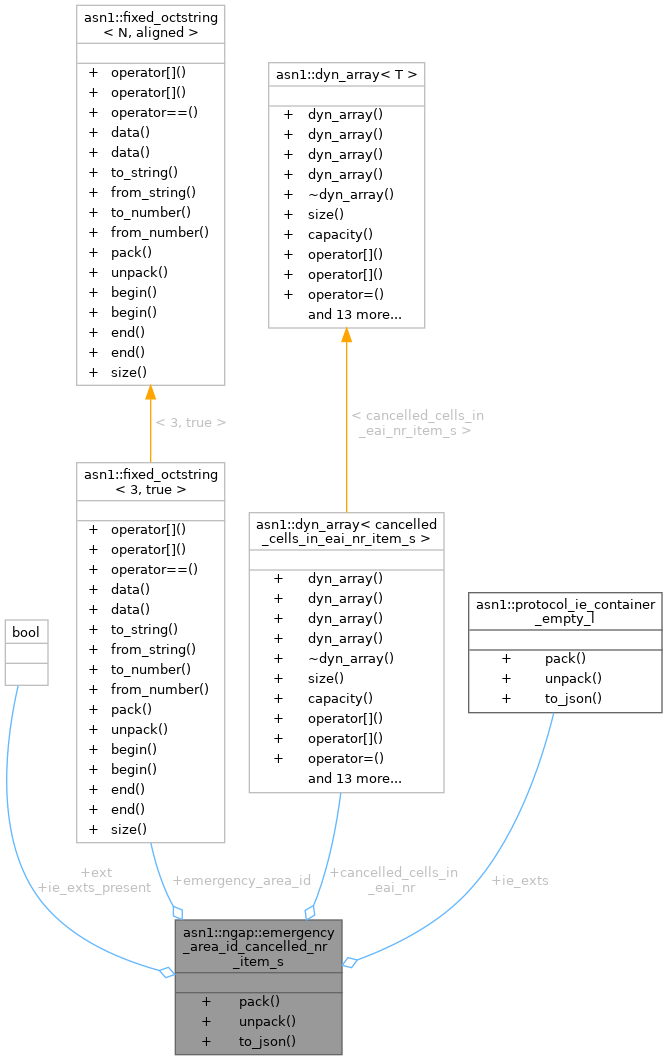 asn1::fixed_octstring
< N, aligned >
+ operator[]()
+ operator[]()
+ operator==()
+ data()
+ data()
+ to_string()
+ from_string()
+ to_number()
+ from_number()
+ pack()
+ unpack()
+ begin()
+ begin()
+ end()
+ end()
+ size()
asn1::dyn_array< T >
+ dyn_array()
+ dyn_array()
+ dyn_array()
+ dyn_array()
+ ~dyn_array()
+ size()
+ capacity()
+ operator[]()
+ operator[]()
+ operator=()
and 13 more...
< 3, true >
< cancelled_cells_in
_eai_nr_item_s >
asn1::fixed_octstring
< 3, true >
+ operator[]()
+ operator[]()
+ operator==()
+ data()
+ data()
+ to_string()
+ from_string()
+ to_number()
+ from_number()
+ pack()
+ unpack()
+ begin()
+ begin()
+ end()
+ end()
+ size()
asn1::dyn_array< cancelled
_cells_in_eai_nr_item_s >
+ dyn_array()
+ dyn_array()
+ dyn_array()
+ dyn_array()
+ ~dyn_array()
+ size()
+ capacity()
+ operator[]()
+ operator[]()
+ operator=()
and 13 more...
asn1::protocol_ie_container
_empty_l
+ pack()
+ unpack()
+ to_json()
bool
+ext
+ie_exts_present
+emergency_area_id
+cancelled_cells_in
_eai_nr
+ie_exts
asn1::ngap::emergency
_area_id_cancelled_nr
_item_s
+ pack()
+ unpack()
+ to_json()